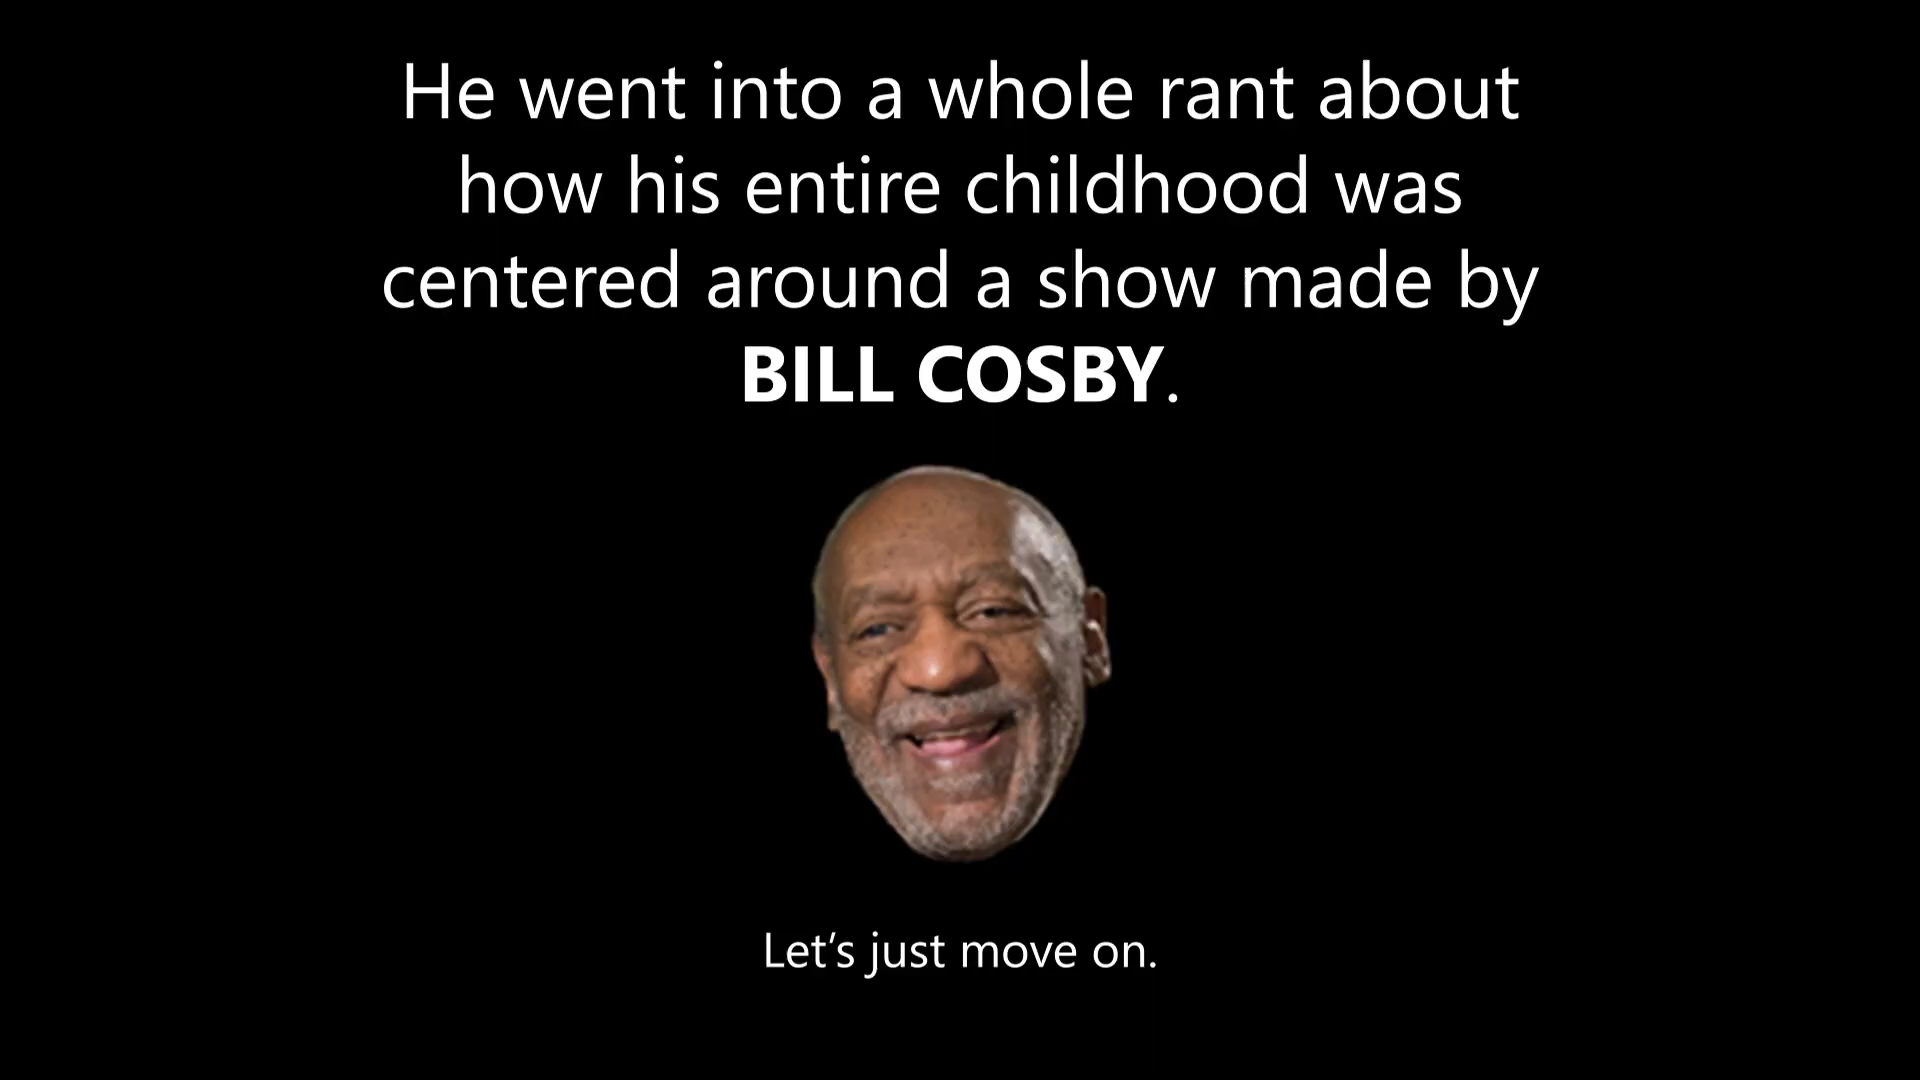 He went into a whole rant about
how his entire childhood was
centered around a show made by
BILL COSBY.
Let’s just move on.